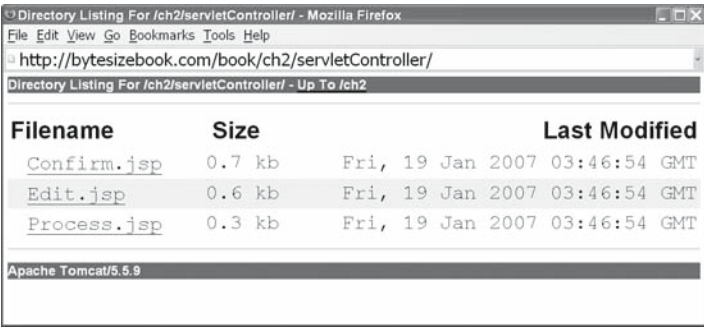 Directory Listing For /ch2/servletController/ - Mozilla Firefox
File Edit View Go Bookmarks Tools Help
http://bytesizebook.com/book/ch2/servletController/
Directory Listing For /ch2/servletController/ - Up To /ch2
Filename Size Last Modified
Confirm.jsp 0.7 kb Fri, 19 Jan 2007 03:46:54 GMT
Edit.jsp 0.6 kb Fri, 19 Jan 2007 03:46:54 GMT
Process.jsp 0.3 kb Fri, 19 Jan 2007 03:46:54 GMT
Apache Tomcat/5.5.9